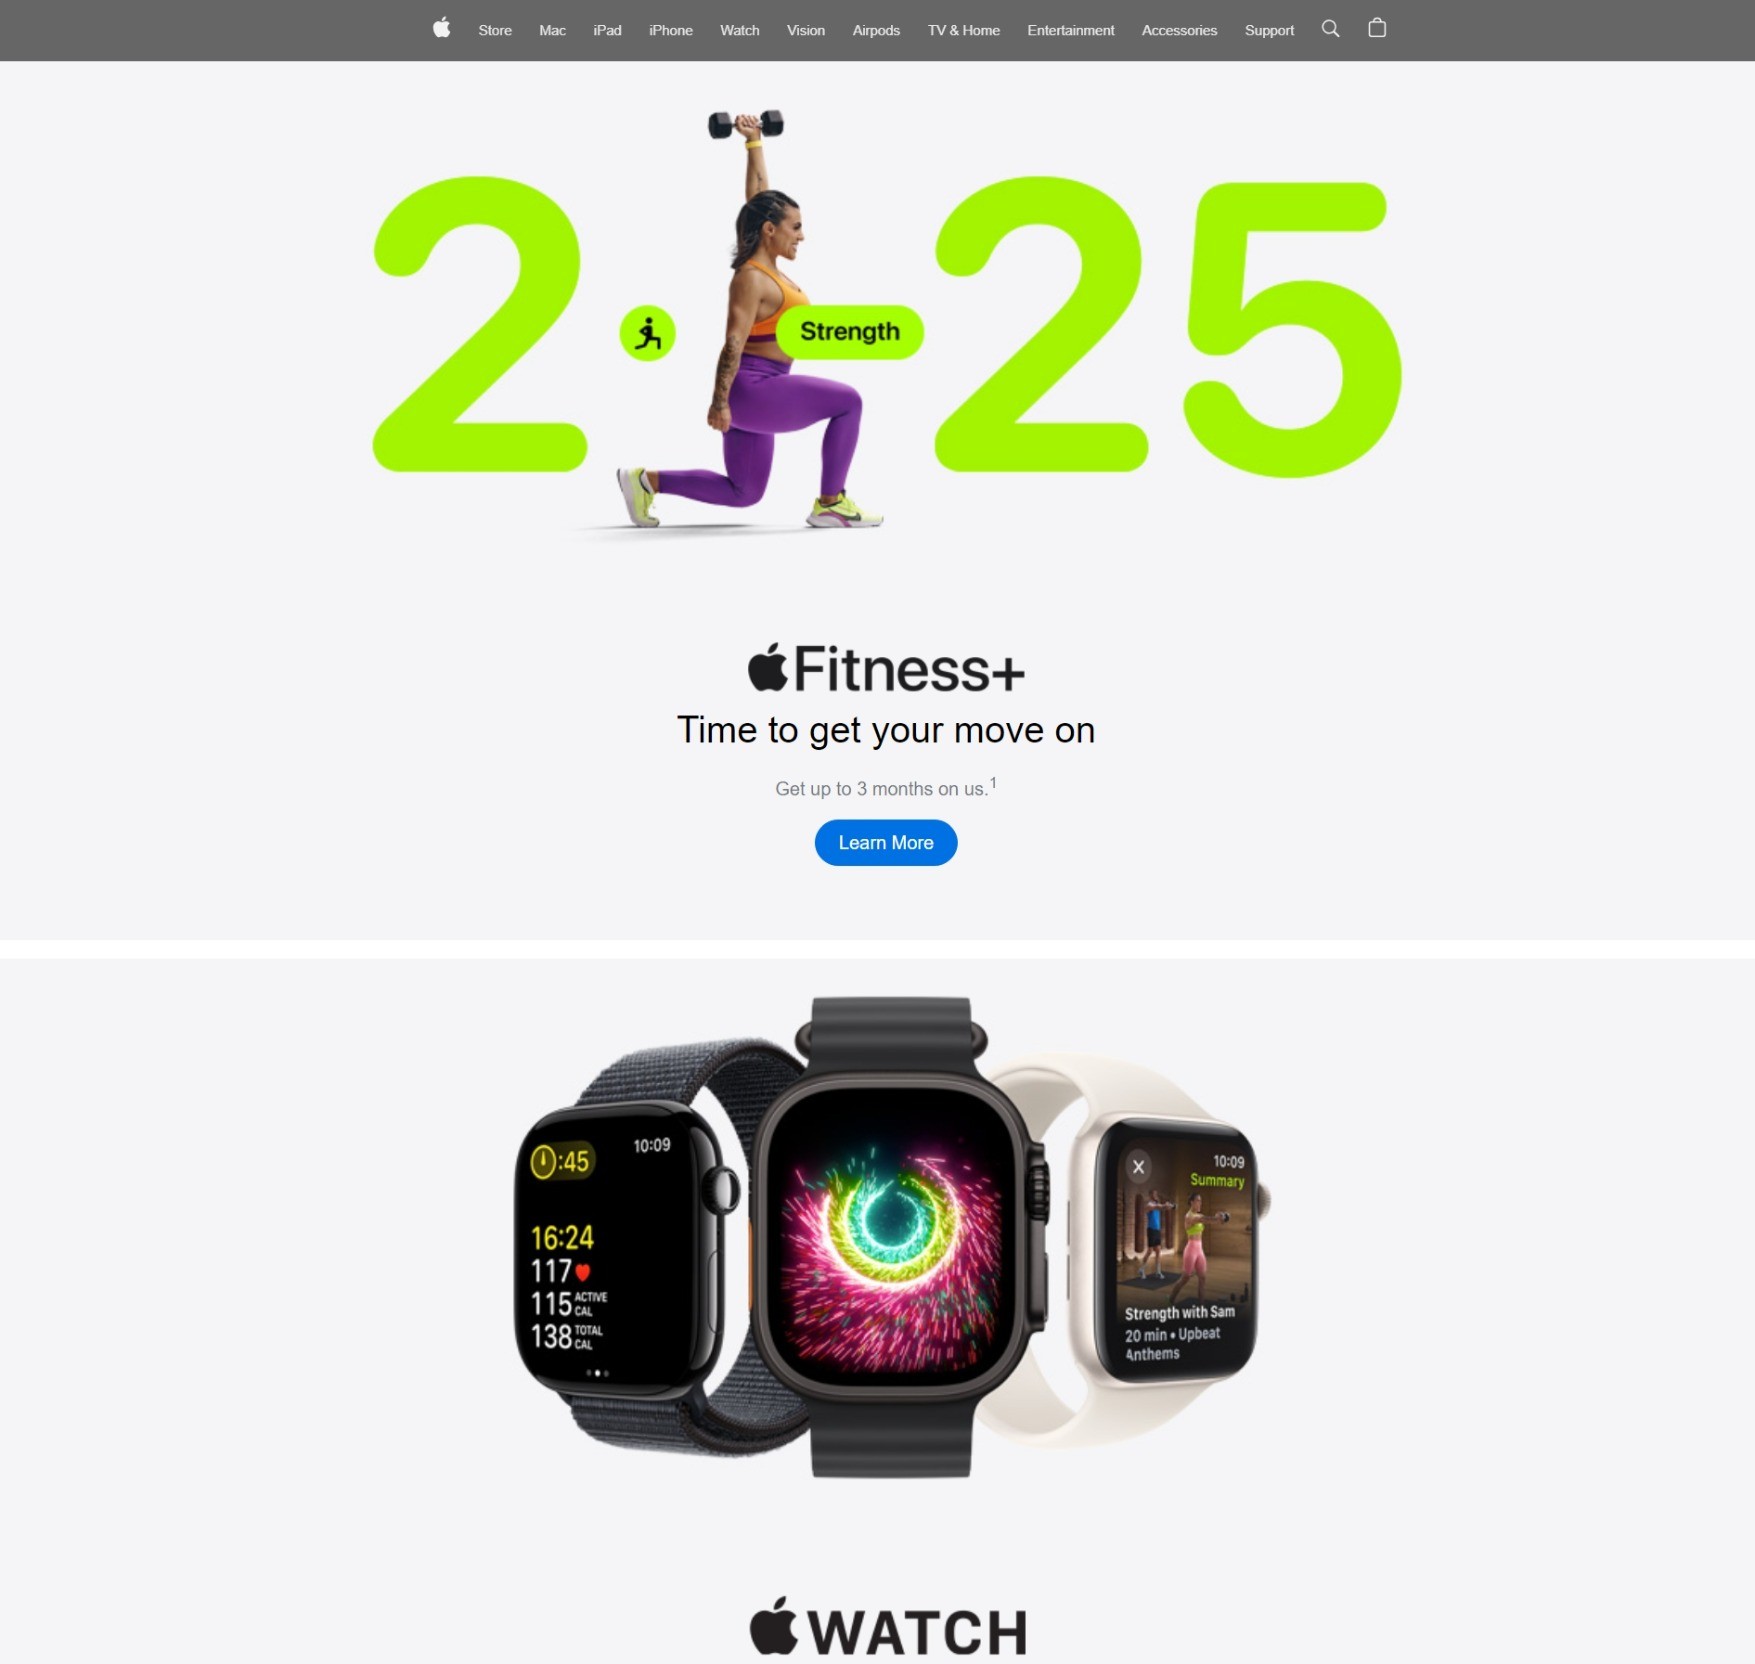 Store Mac iPad iPhone Watch Vision Airpods TV & Home Entertainment Accessories Support
2 25
Strength
Fitness+
Time to get your move on
Get up to 3 months on us.1
Learn More
:45 10:09
16:24
117
115 ACTIVE CAL
138 TOTAL CAL
10:09
Summary
Strength with Sam
20 min • Upbeat
Anthems
WATCH